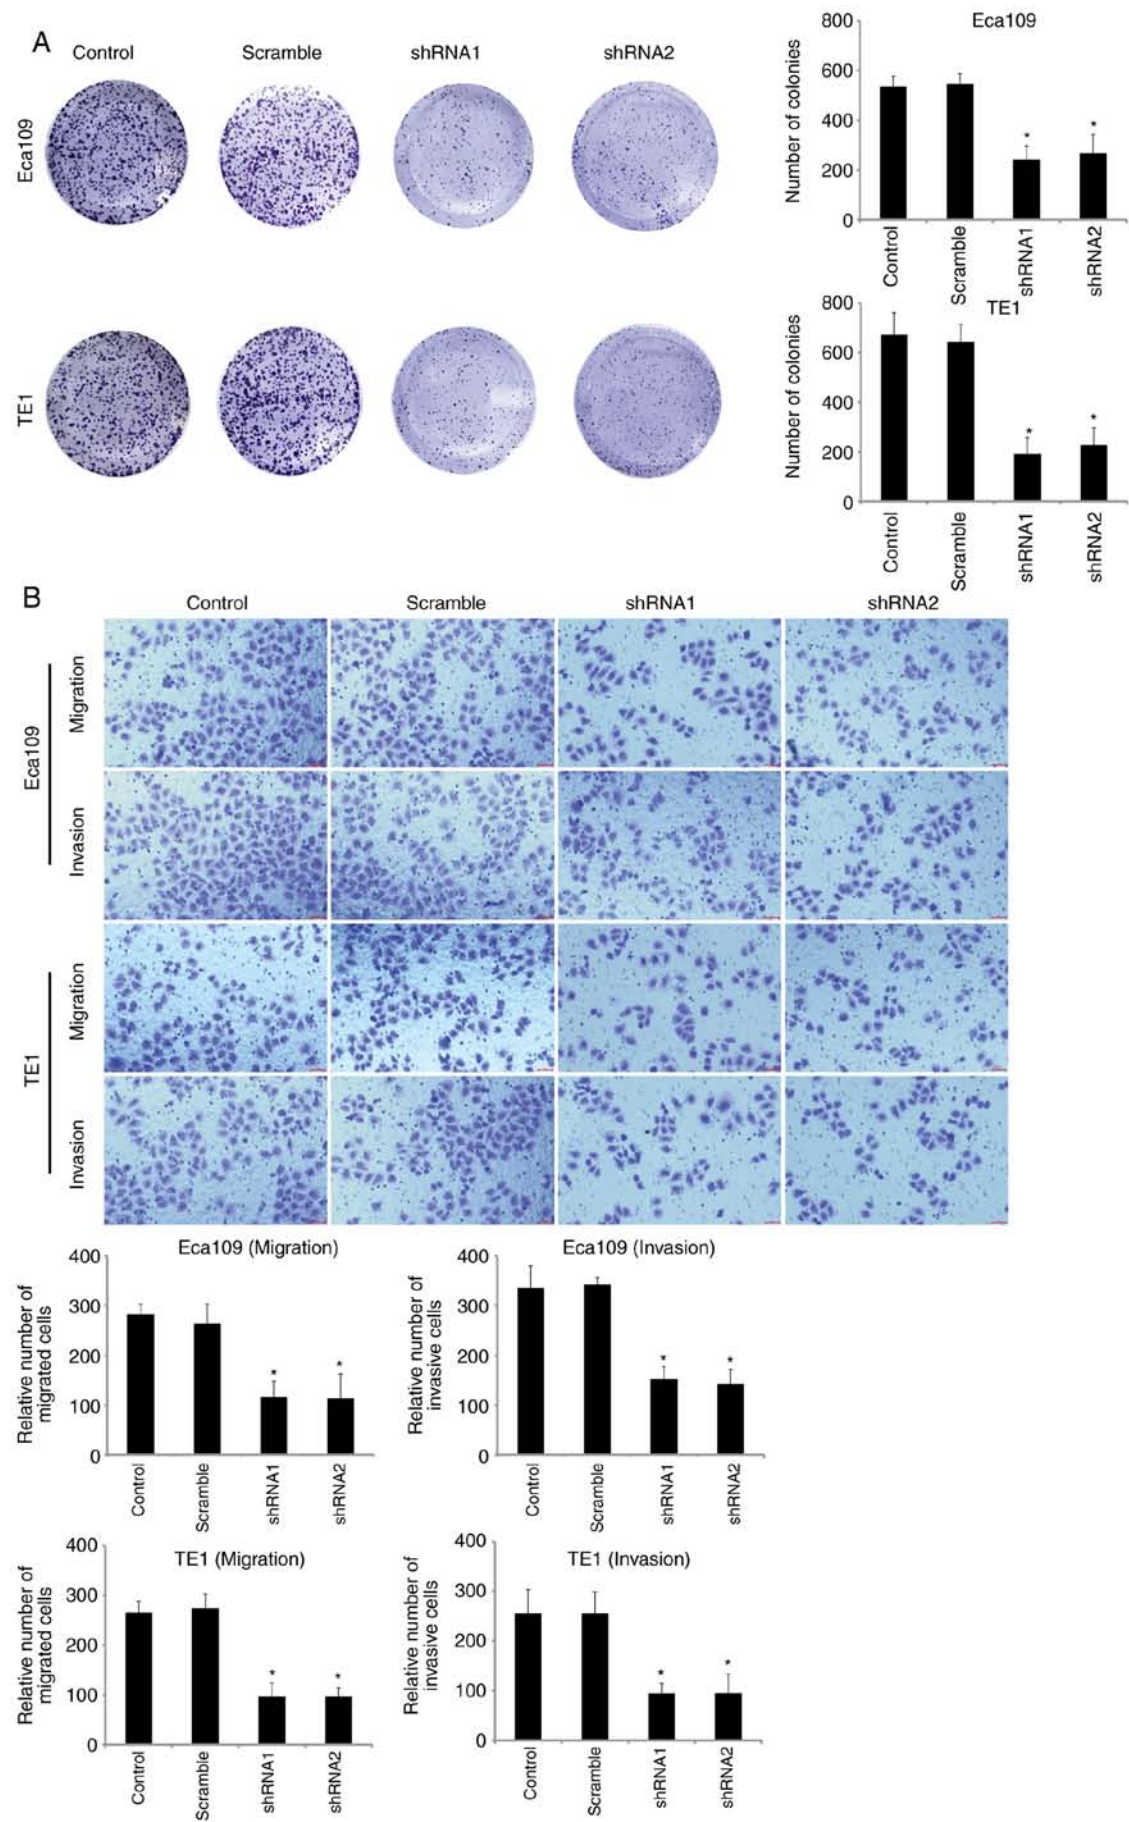 A
Control
Scramble
shRNA1
shRNA2
Eca109
TE1
Eca109
Number of colonies
800
600
400
200
0
Control
Scramble
shRNA1
shRNA2
*
*
TE1
Number of colonies
800
600
400
200
0
Control
Scramble
shRNA1
shRNA2
*
*
B
Control
Scramble
shRNA1
shRNA2
Eca109
Migration
Invasion
TE1
Migration
Invasion
Eca109 (Migration)
Relative number of
migrated cells
400
300
200
100
0
Control
Scramble
shRNA1
shRNA2
*
*
Eca109 (Invasion)
Relative number of
invasive cells
400
300
200
100
0
Control
Scramble
shRNA1
shRNA2
*
*
TE1 (Migration)
Relative number of
migrated cells
400
300
200
100
0
Control
Scramble
shRNA1
shRNA2
*
*
TE1 (Invasion)
Relative number of
invasive cells
400
300
200
100
0
Control
Scramble
shRNA1
shRNA2
*
*